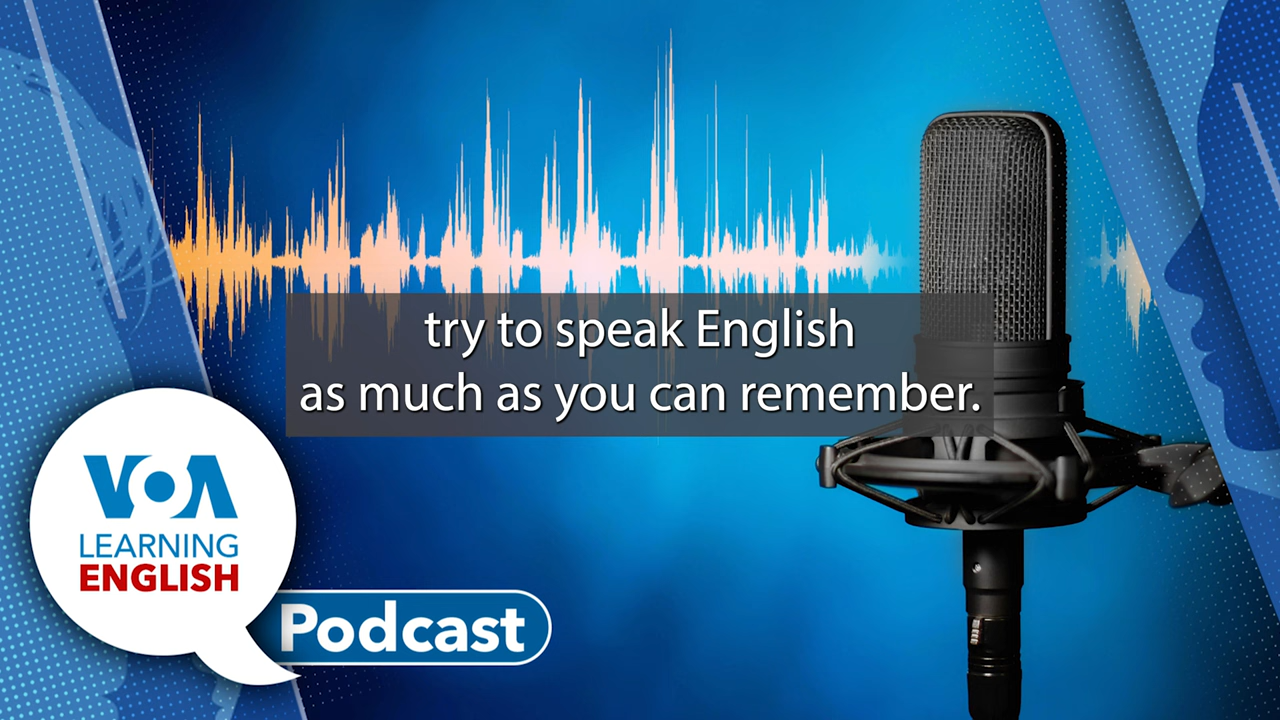 try to speak English
as much as you can remember.
VOA
LEARNING
ENGLISH
Podcast